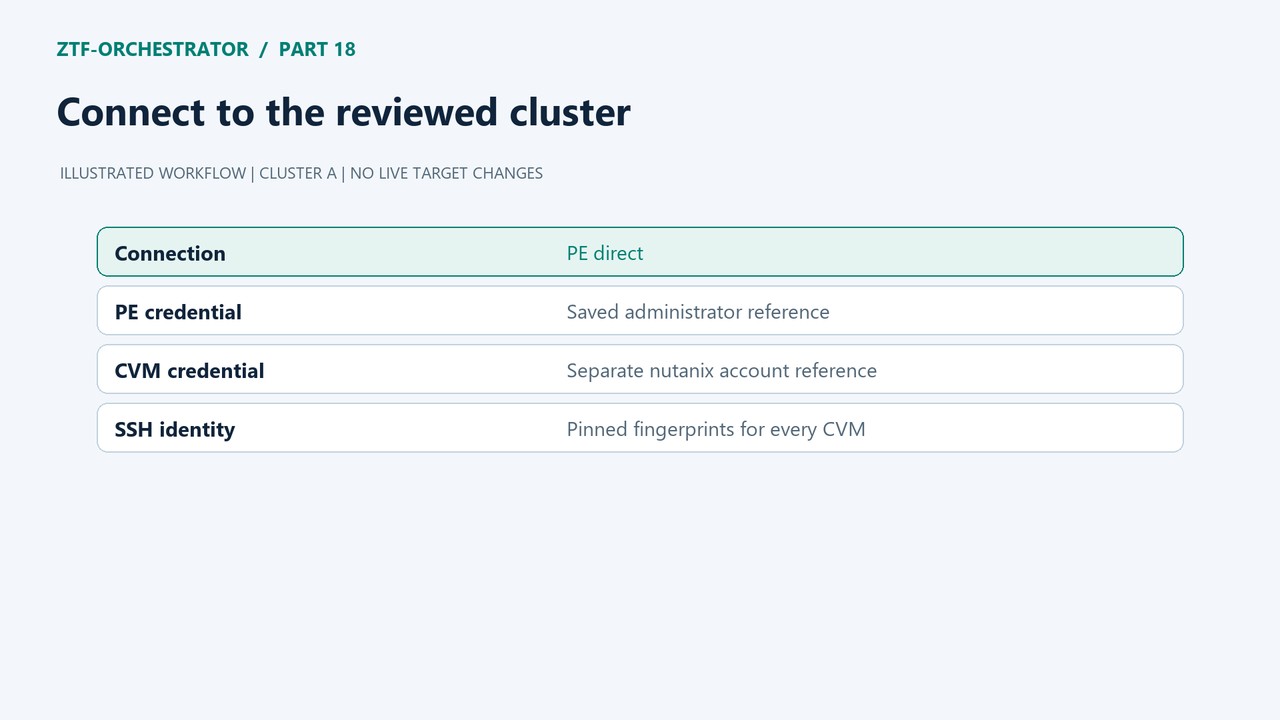 ZTF-ORCHESTRATOR / PART 18
Connect to the reviewed cluster
ILLUSTRATED WORKFLOW | CLUSTER A | NO LIVE TARGET CHANGES
Connection PE direct
PE credential Saved administrator reference
CVM credential Separate nutanix account reference
SSH identity Pinned fingerprints for every CVM